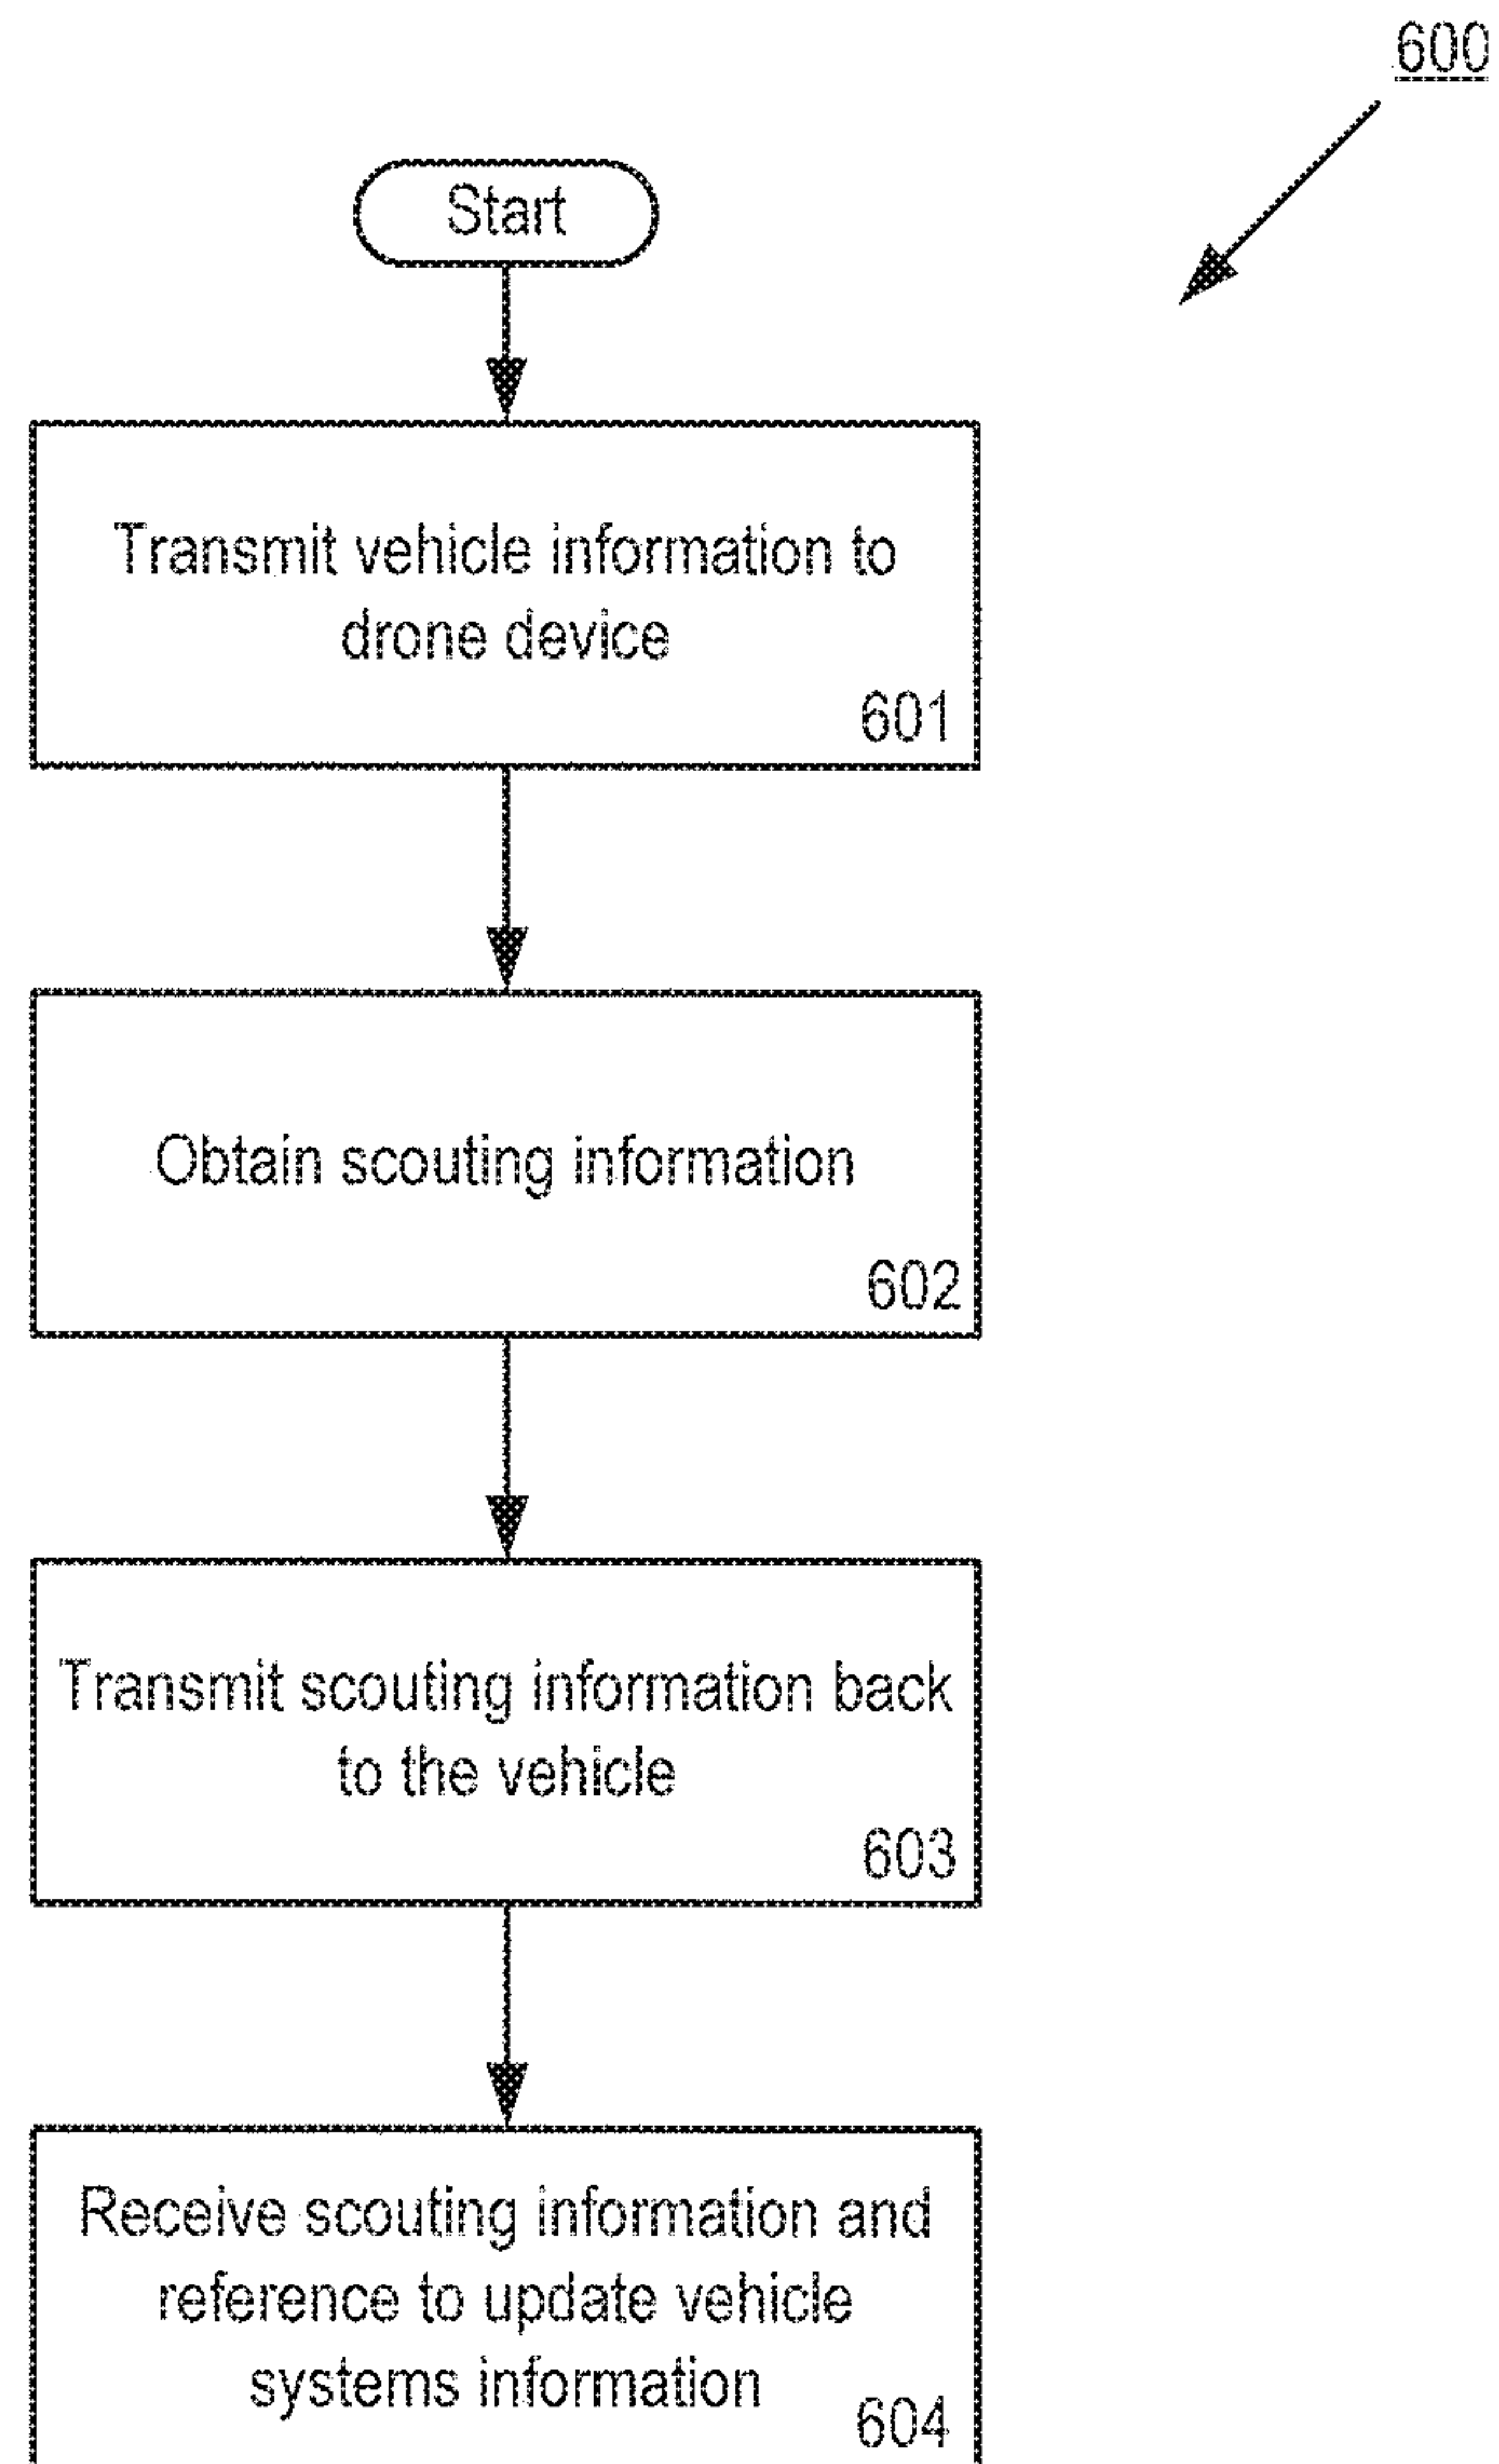 600
Start
Transmit vehicle information to
drone device
601
Obtain scouting information
602
Transmit scouting information back
to the vehicle
603
Receive scouting information and
reference to update vehicle
systems information
604